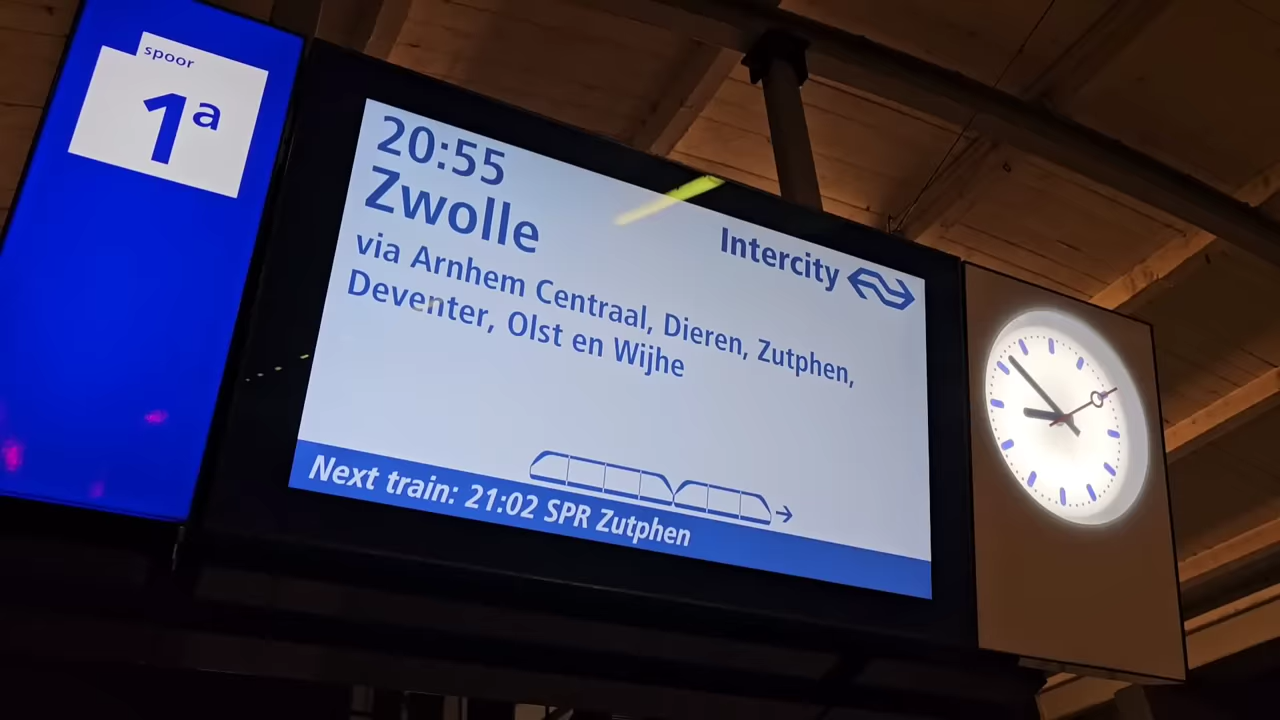 spoor
1a
20:55
Zwolle
Intercity
via Arnhem Centraal, Dieren, Zutphen,
Deventer, Olst en Wijhe
Next train: 21:02 SPR Zutphen